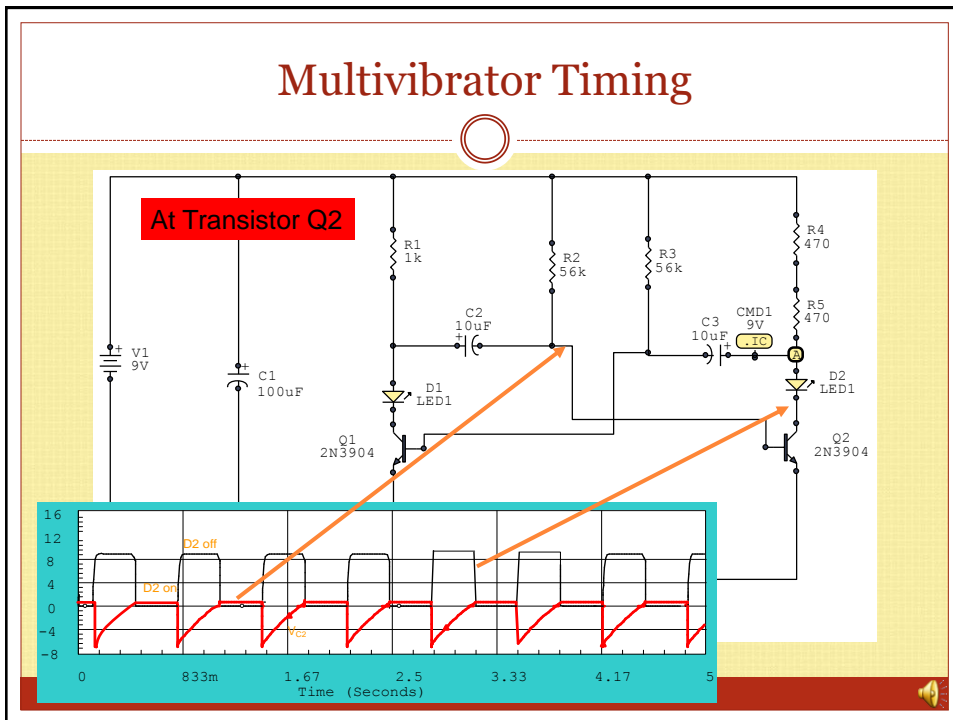 Multivibrator Timing
At Transistor Q2
R1
1k
R2
56k
R3
56k
R4
470
R5
470
C2
10uF
+
C3
10uF
+
CMD1
9V
.IC
A
+
V1
9V
+
C1
100uF
D1
LED1
D2
LED1
Q1
2N3904
Q2
2N3904
16
12
8
4
0
-4
-8
D2 off
D2 on
VC2
0 833m 1.67 2.5 3.33 4.17 5
Time (Seconds)